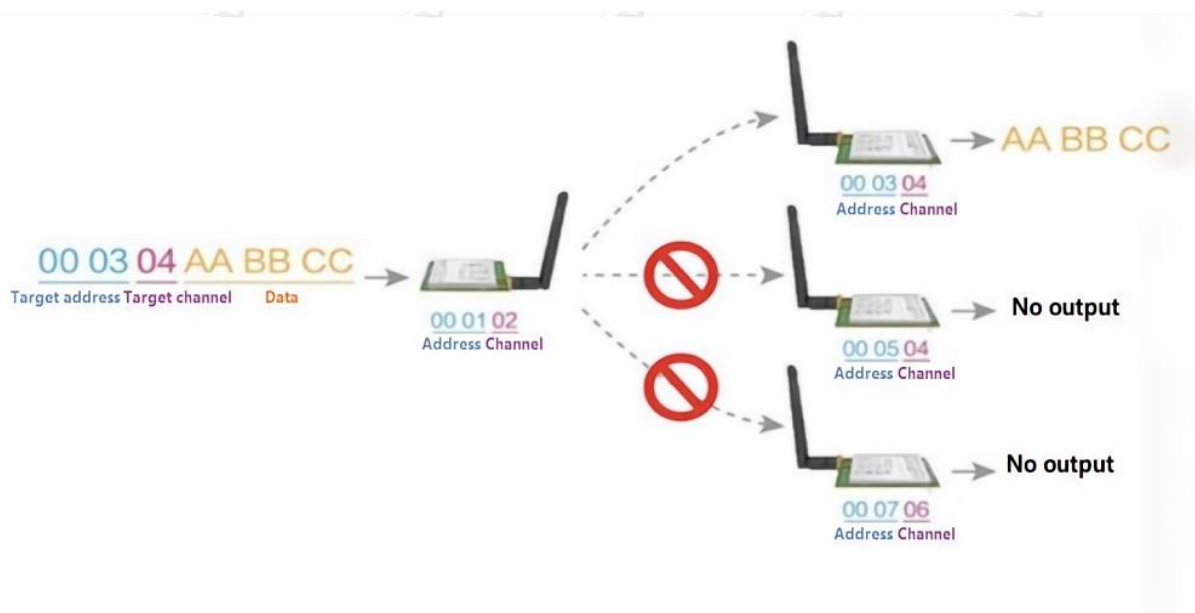 00 03 04 AA BB CC
Target address Target channel Data
00 01 02
Address Channel
AA BB CC
00 03 04
Address Channel
No output
00 05 04
Address Channel
No output
00 07 06
Address Channel